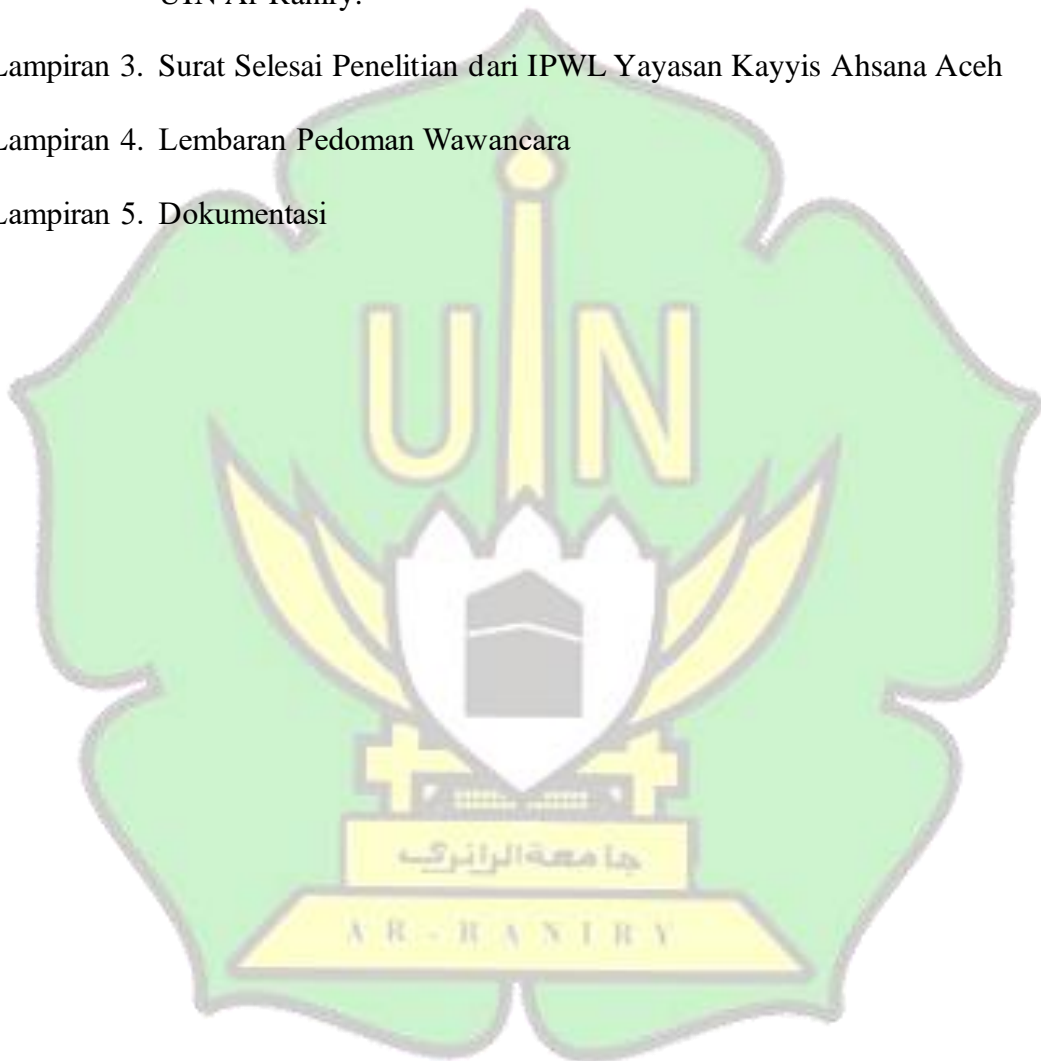 UIN Ar-Raniry.
Lampiran 3. Surat Selesai Penelitian dari IPWL Yayasan Kayyis Ahsana Aceh
Lampiran 4. Lembaran Pedoman Wawancara
Lampiran 5. Dokumentasi
UIN
جامعة الرانري
AR-RANIRY